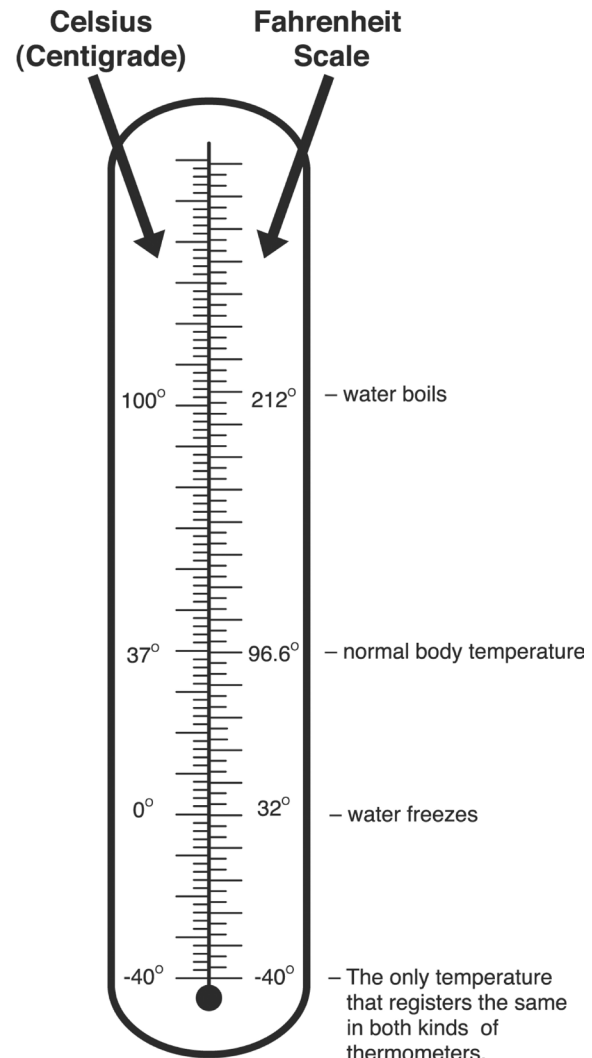 Celsius
(Centigrade)
Fahrenheit
Scale
100° 212° – water boils
37° 96.6° – normal body temperature
0° 32° – water freezes
-40° -40° – The only temperature
that registers the same
in both kinds of
thermometers.